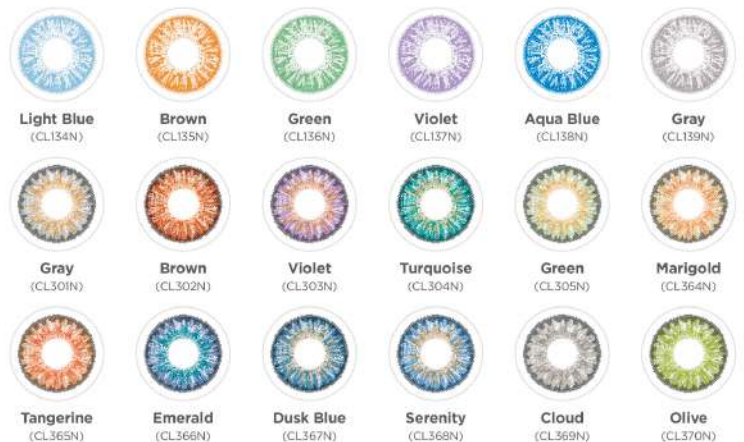 Light Blue Brown Green Violet Aqua Blue Gray
(CL134N) (CL135N) (CL136N) (CL137N) (CL138N) (CL139N)
Gray Brown Violet Turquoise Green Marigold
(CL301N) (CL302N) (CL303N) (CL304N) (CL305N) (CL364N)
Tangerine Emerald Dusk Blue Serenity Cloud Olive
(CL365N) (CL366N) (CL367N) (CL368N) (CL369N) (CL370N)